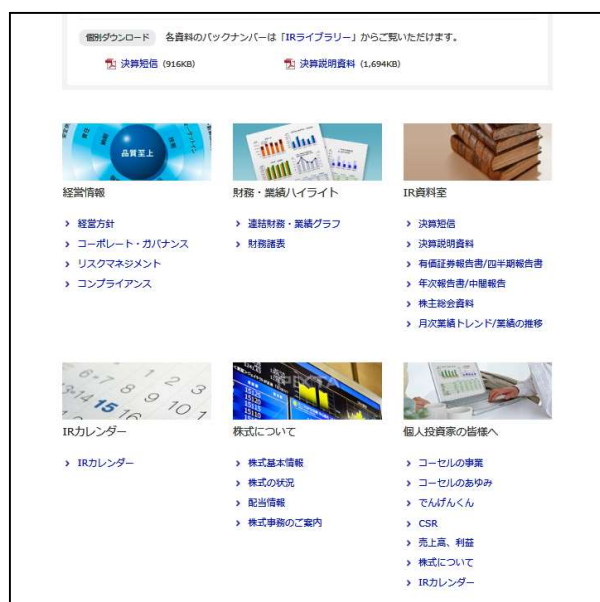 個別ダウンロード 各資料のバックナンバーは「IRライブラリー」からご覧いただけます。
決算短信 (916KB) 決算説明資料 (1,694KB)
品質至上
経営情報
› 経営方針
› コーポレート・ガバナンス
› リスクマネジメント
› コンプライアンス
財務・業績ハイライト
› 連結財務・業績グラフ
› 財務諸表
IR資料室
› 決算短信
› 決算説明資料
› 有価証券報告書/四半期報告書
› 年次報告書/中間報告
› 株主総会資料
› 月次業績トレンド/業績の推移
1 2 3
6 7 8 9 10
13 14 15 16
IRカレンダー
› IRカレンダー
PIXTA
株式について
› 株式基本情報
› 株式の状況
› 配当情報
› 株式事務のご案内
個人投資家の皆様へ
› コーセルの事業
› コーセルのあゆみ
› でんげんくん
› CSR
› 売上高、利益
› 株式について
› IRカレンダー